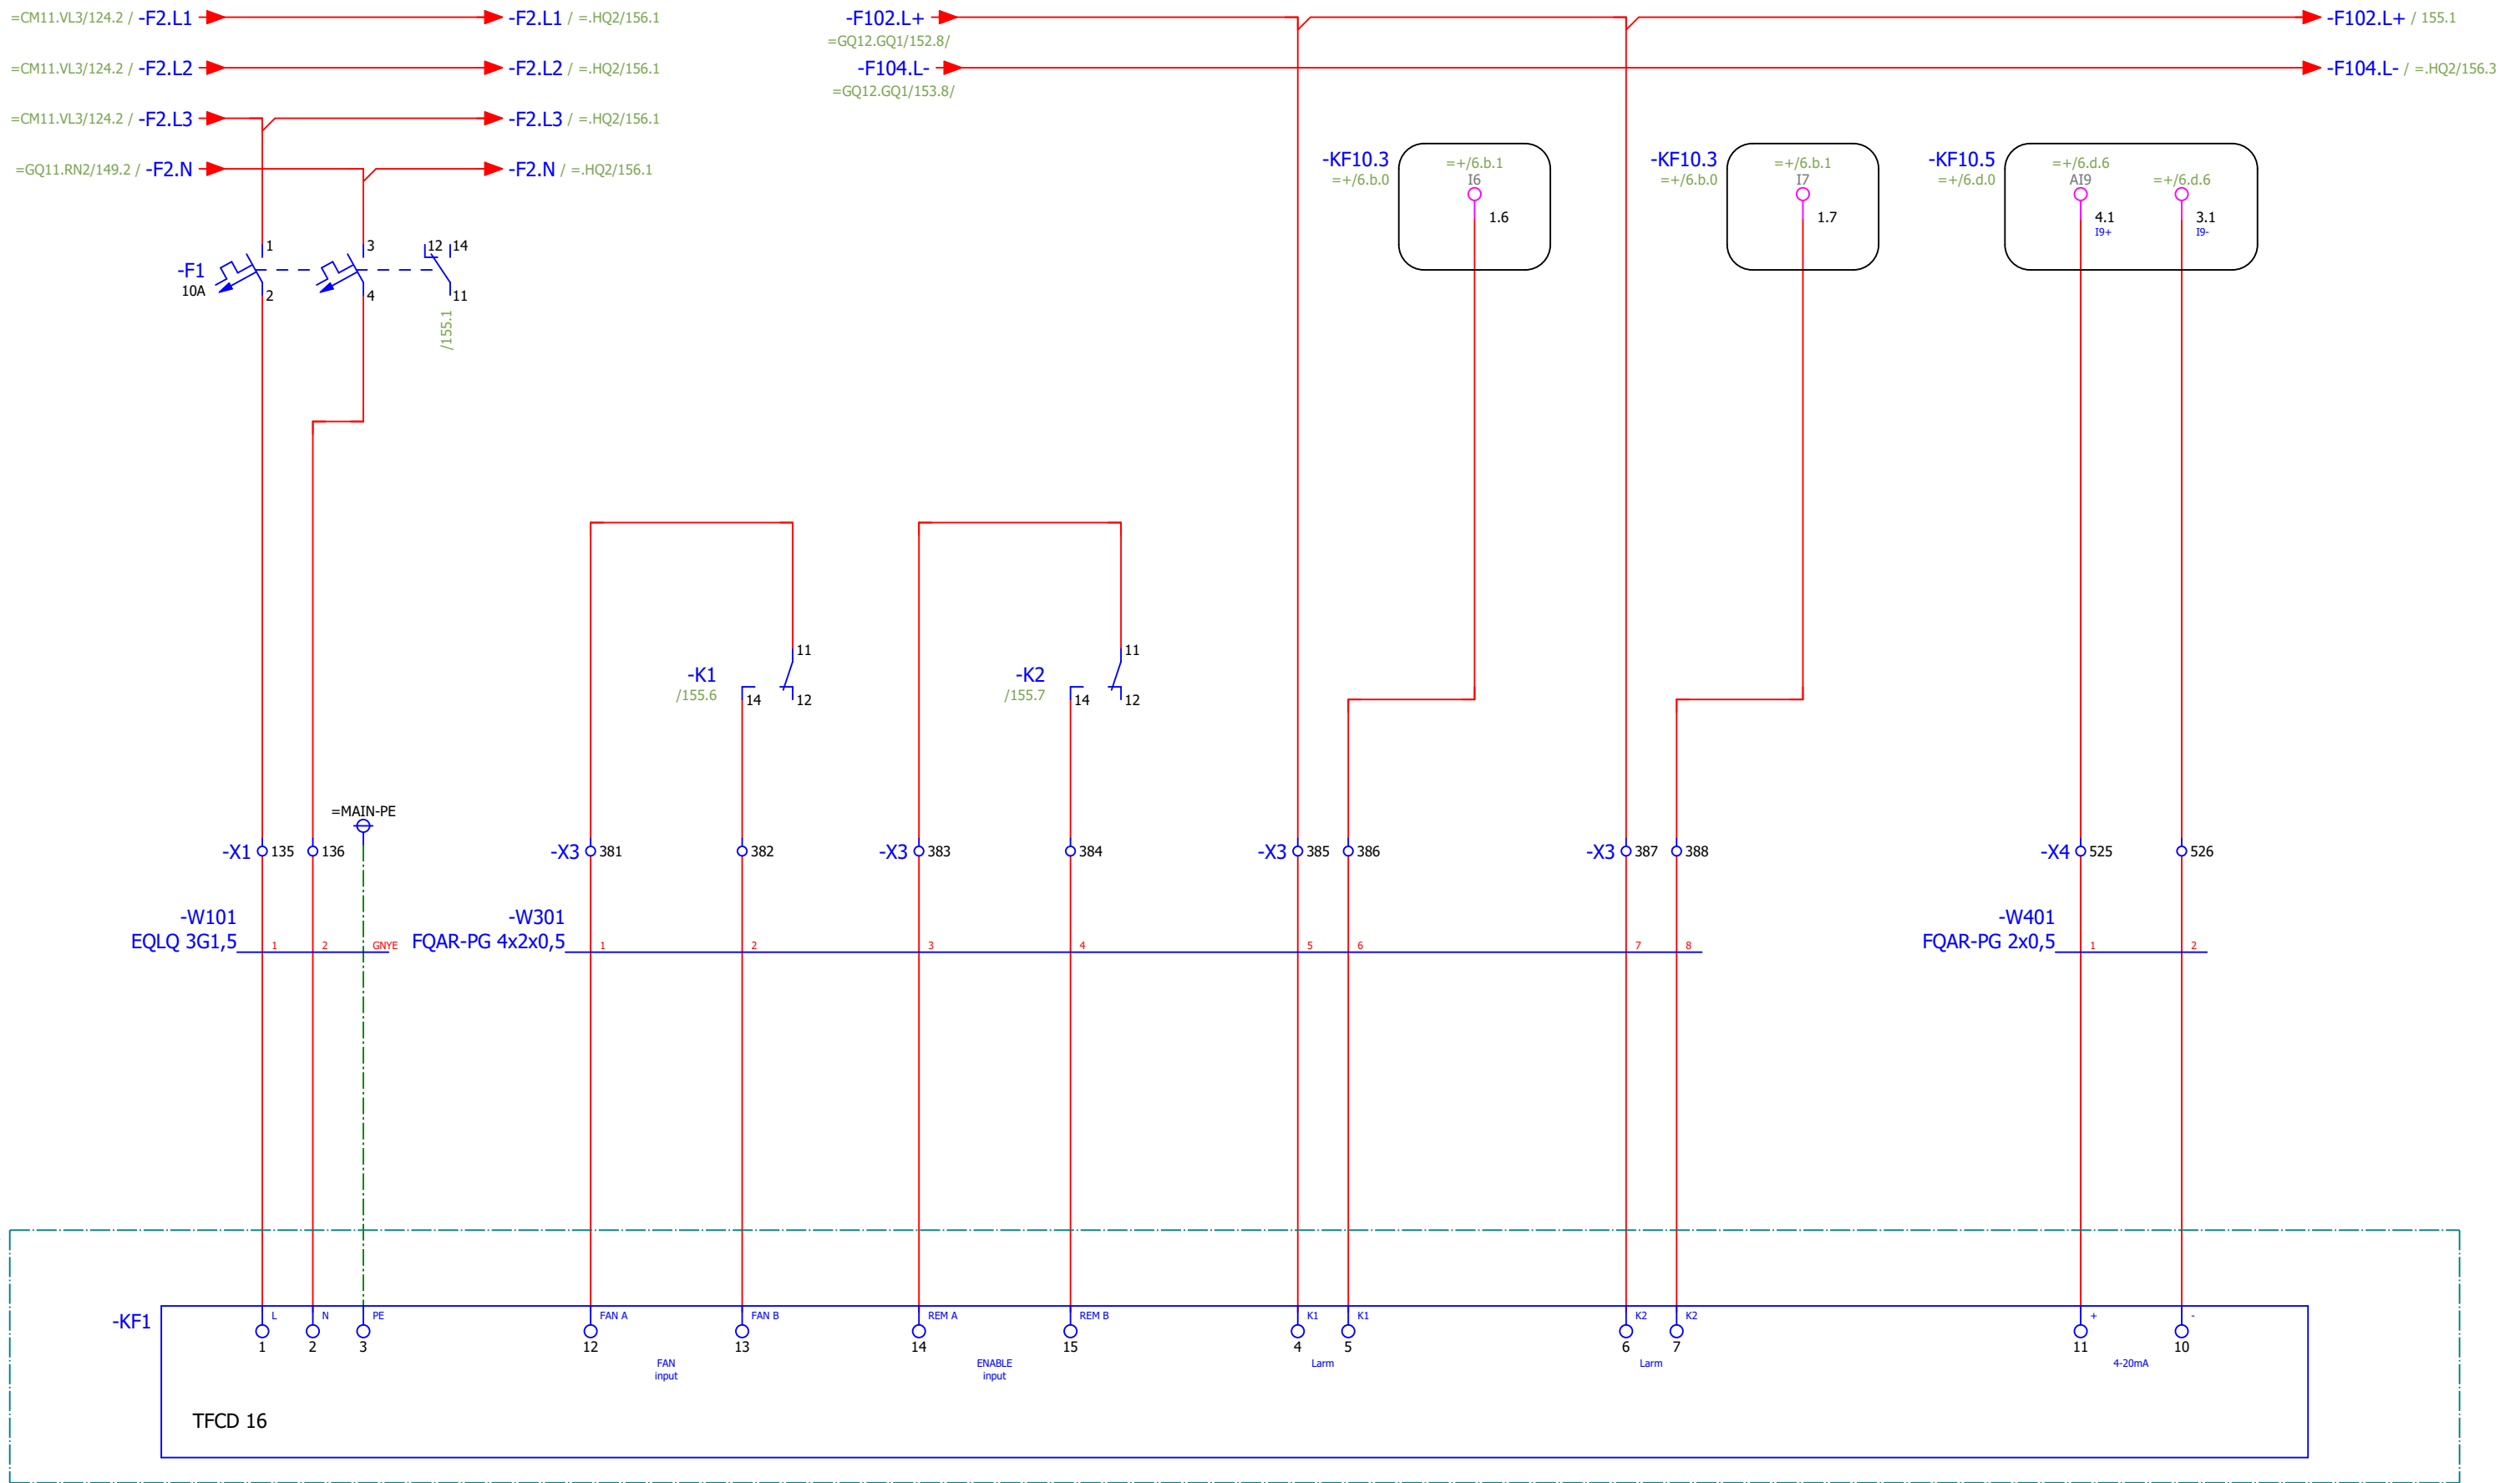 =CM11.VL3/124.2 / -F2.L1
-F2.L1 / =.HQ2/156.1
-F102.L+
=GQ12.GQ1/152.8/
-F102.L+ / 155.1
=CM11.VL3/124.2 / -F2.L2
-F2.L2 / =.HQ2/156.1
-F104.L-
=GQ12.GQ1/153.8/
-F104.L- / =.HQ2/156.3
=CM11.VL3/124.2 / -F2.L3
-F2.L3 / =.HQ2/156.1
=GQ11.RN2/149.2 / -F2.N
-F2.N / =.HQ2/156.1
-KF10.3
=+/6.b.0
=+/6.b.1
I6
1.6
-KF10.3
=+/6.b.0
=+/6.b.1
I7
1.7
-KF10.5
=+/6.d.0
=+/6.d.6
AI9
4.1
I9+
=+/6.d.6
3.1
I9-
-F1
10A
1
2
3
4
12
14
11
/155.1
-K1
/155.6
11
14
12
-K2
/155.7
11
14
12
=MAIN-PE
-X1
135
136
-X3
381
382
-X3
383
384
-X3
385
386
-X3
387
388
-X4
525
526
-W101
EQLQ 3G1,5
1
2
GNYE
-W301
FQAR-PG 4x2x0,5
1
2
3
4
5
6
7
8
-W401
FQAR-PG 2x0,5
1
2
-KF1
L
N
PE
FAN A
FAN B
REM A
REM B
K1
K1
K2
K2
+
-
1
2
3
12
13
14
15
4
5
6
7
11
10
FAN
input
ENABLE
input
Larm
Larm
4-20mA
TFCD 16